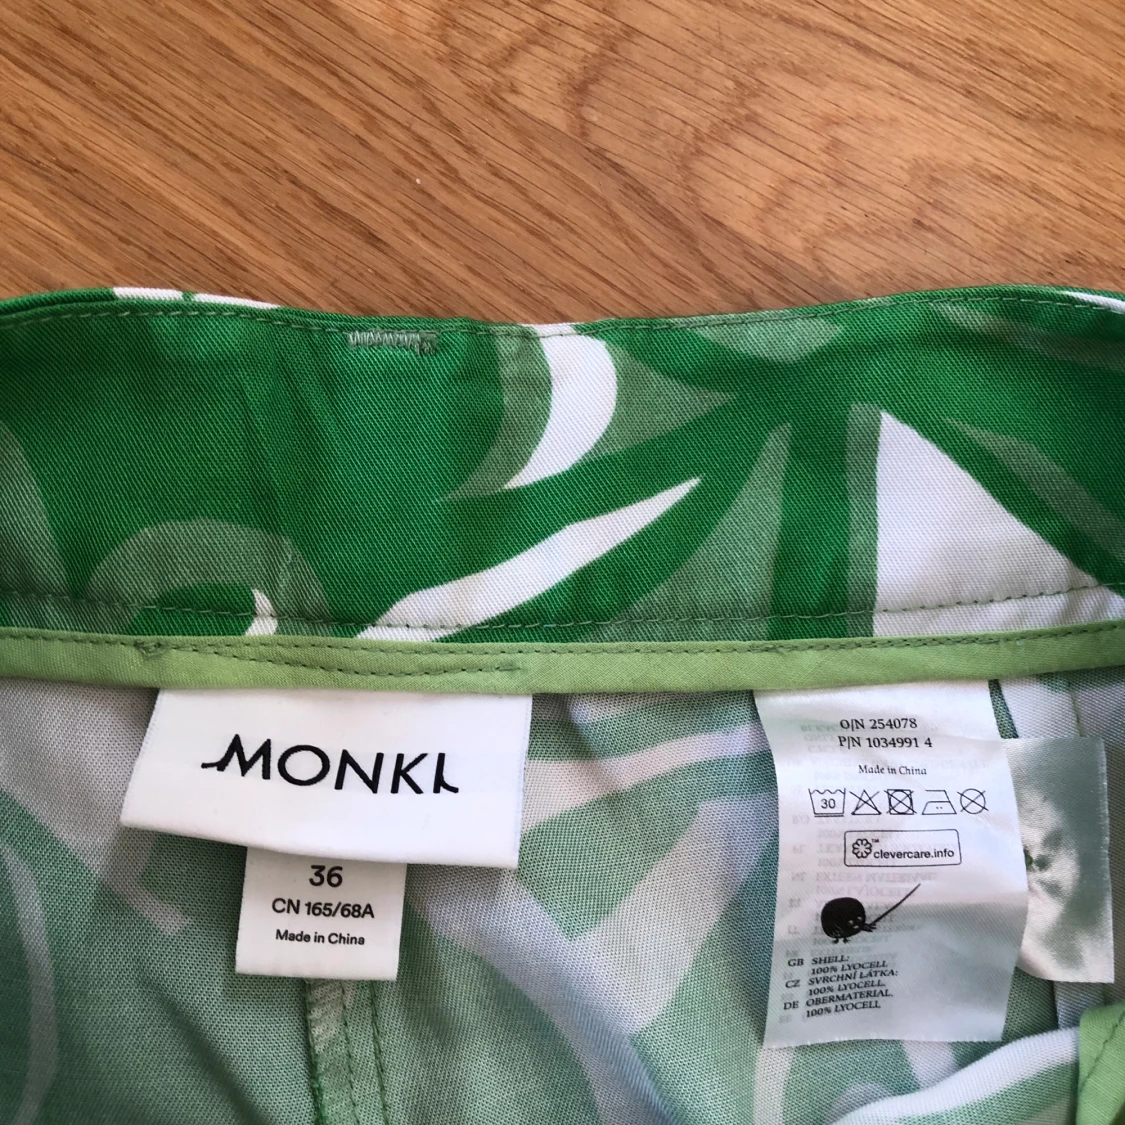 MONKI
36
CN 165/68A
Made in China
O/N 254078
P/N 1034991 4
Made in China
30
clevercare.info
GB SHELL:
100% LYOCELL
CZ SVRCHNÍ LÁTKA:
100% LYOCELL.
DE OBERMATERIAL.
100% LYOCELL